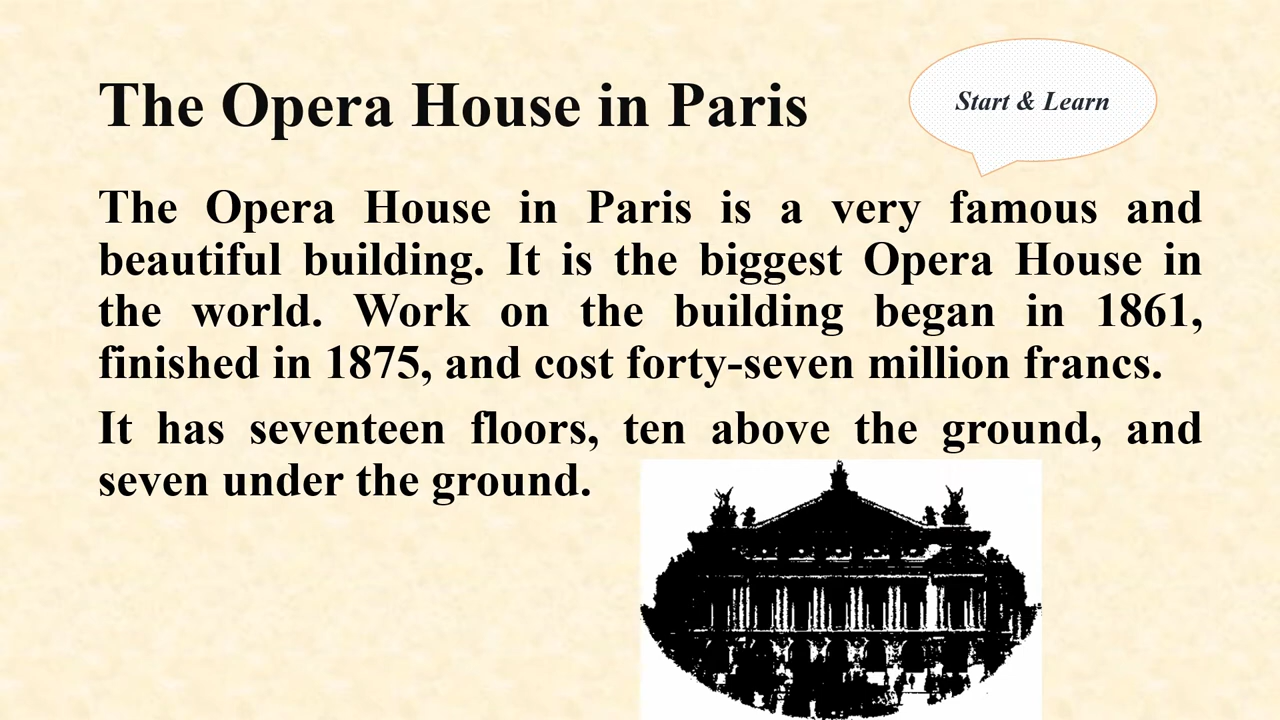 The Opera House in Paris
Start & Learn
The Opera House in Paris is a very famous and
beautiful building. It is the biggest Opera House in
the world. Work on the building began in 1861,
finished in 1875, and cost forty-seven million francs.
It has seventeen floors, ten above the ground, and
seven under the ground.